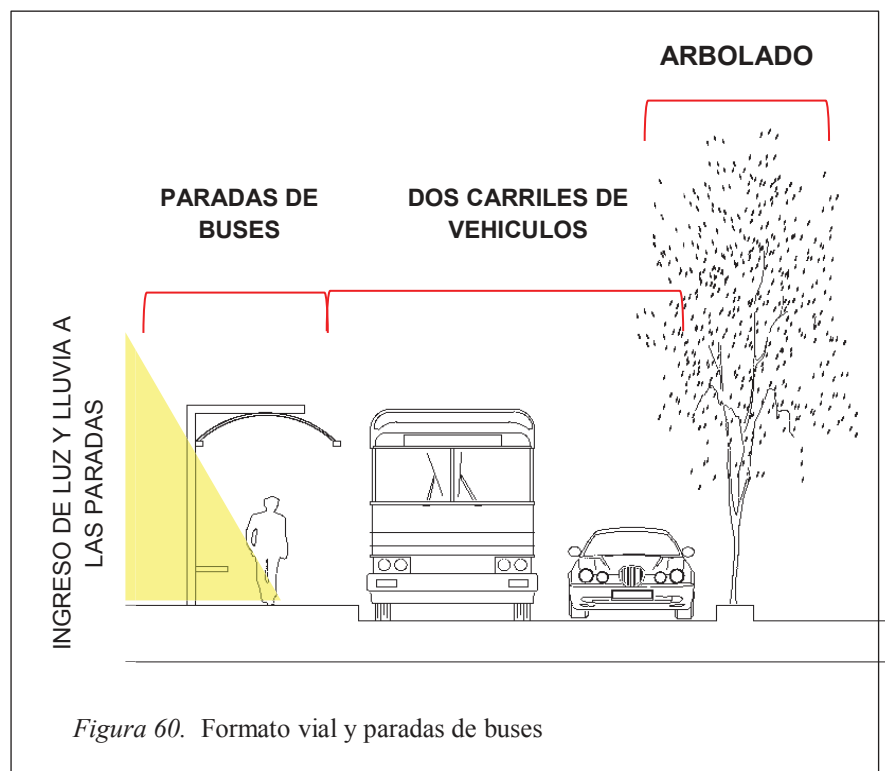 ARBOLADO
PARADAS DE
BUSES
DOS CARRILES DE
VEHICULOS
INGRESO DE LUZ Y LLUVIA A
LAS PARADAS
Figura 60. Formato vial y paradas de buses